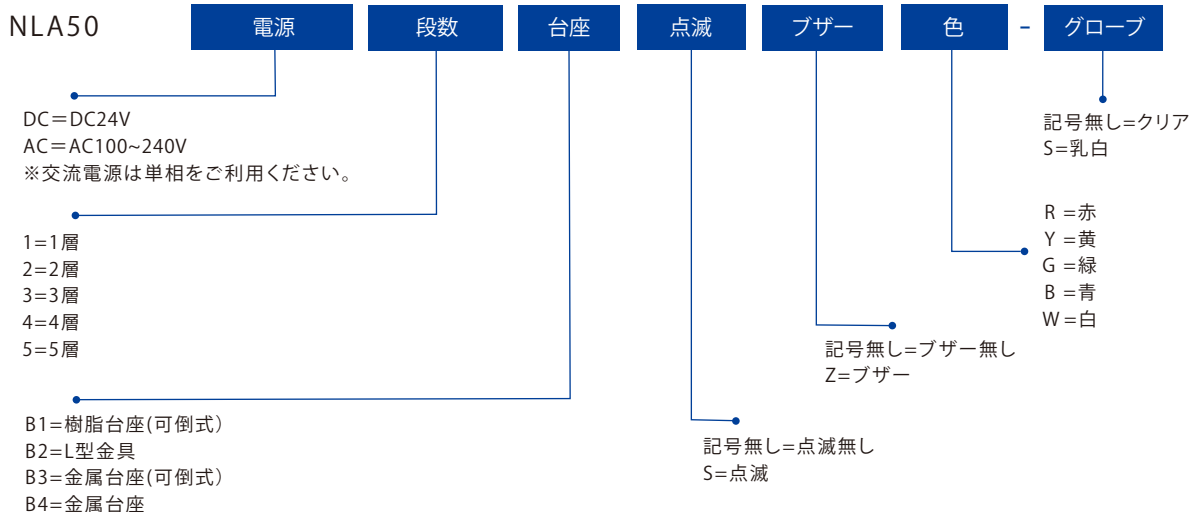 NLA50 電源 段数 台座 点滅 ブザー 色 - グローブ
DC=DC24V
AC=AC100~240V
※交流電源は単相をご利用ください。
記号無し=クリア
S=乳白
1=1層
2=2層
3=3層
4=4層
5=5層
R =赤
Y =黄
G =緑
B =青
W=白
記号無し=ブザー無し
Z=ブザー
B1=樹脂台座(可倒式)
B2=L型金具
B3=金属台座(可倒式)
B4=金属台座
記号無し=点滅無し
S=点滅